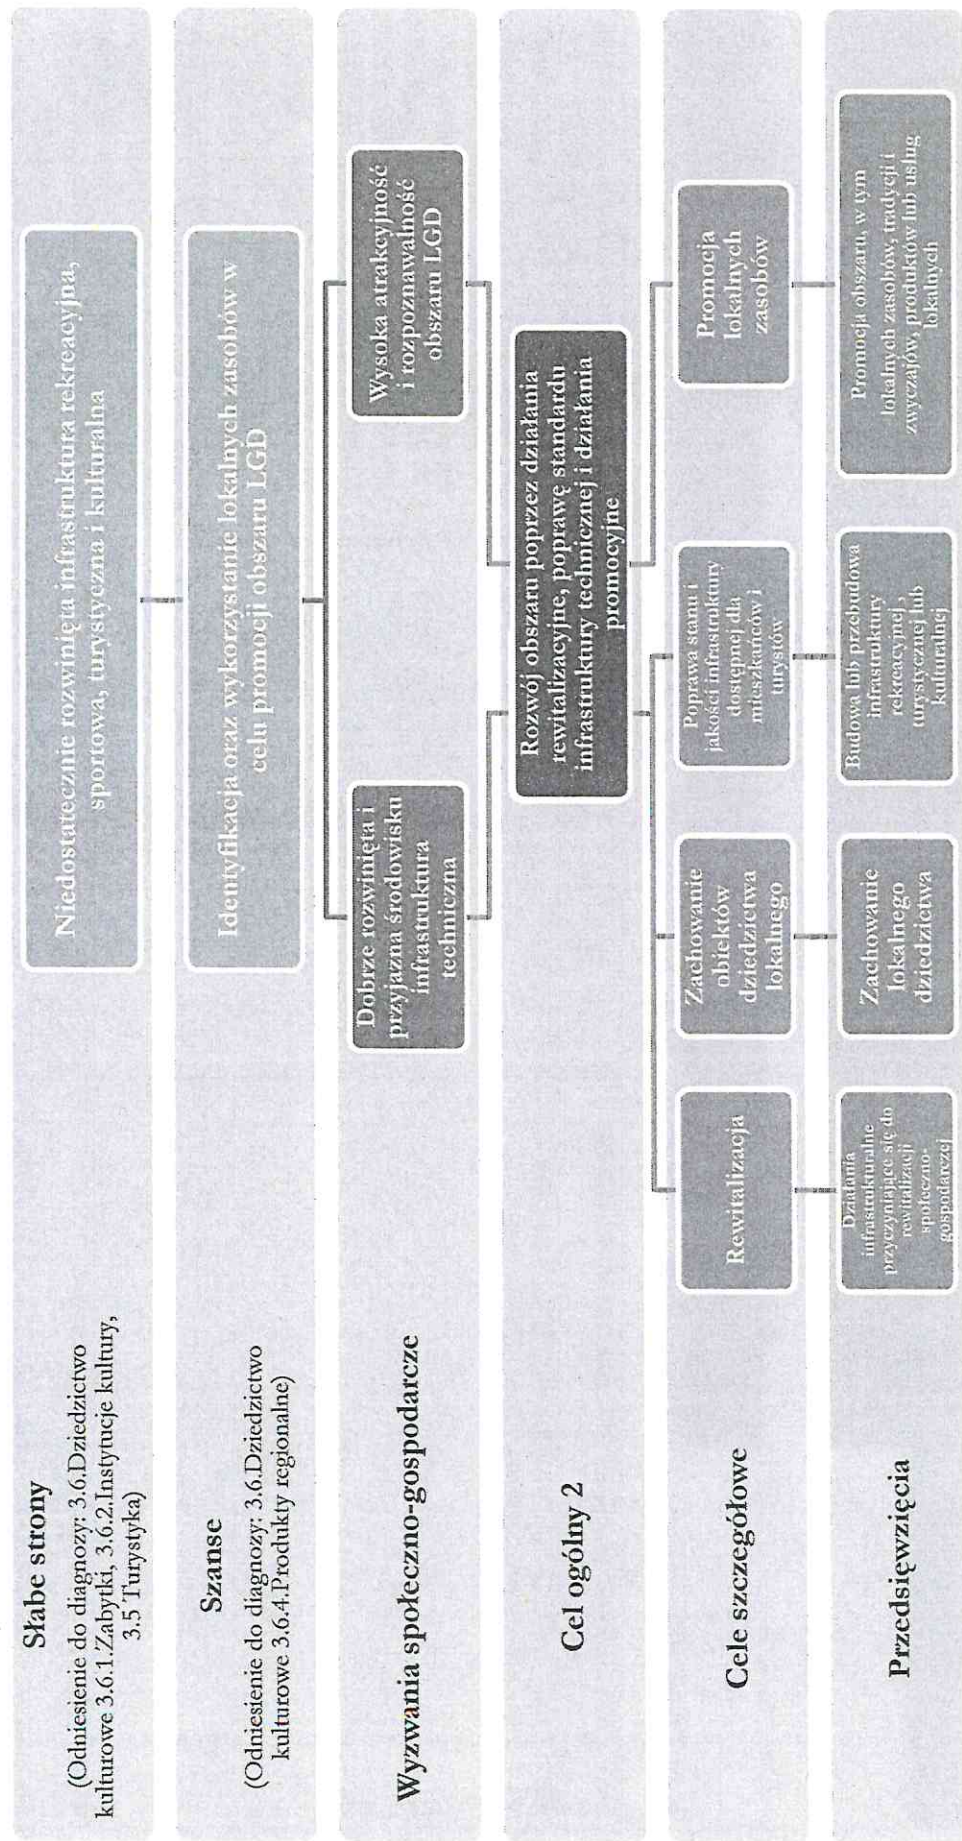 Słabe strony
(Odniesienie do diagnozy: 3.6.Dziedzictwo
kulturowe 3.6.1.Zabytki, 3.6.2.Instytucje kultury,
3.5 Turystyka)
Niedostatecznie rozwinięta infrastruktura rekreacyjna,
sportowa, turystyczna i kulturalna
Szanse
(Odniesienie do diagnozy: 3.6.Dziedzictwo
kulturowe 3.6.4.Produkty regionalne)
Identyfikacja oraz wykorzystanie lokalnych zasobów w
celu promocji obszaru LGD
Wyzwania społeczno-gospodarcze
Dobrze rozwinięta i
przyjazna środowisku
infrastruktura
techniczna
Wysoka atrakcyjność
i rozpoznawalność
obszaru LGD
Cel ogólny 2
Rozwój obszaru poprzez działania
rewitalizacyjne, poprawę standardu
infrastruktury technicznej i działania
promocyjne
Cele szczegółowe
Rewitalizacja
Zachowanie
obiektów
dziedzictwa
lokalnego
Poprawa stanu i
jakości infrastruktury
dostępnej dla
mieszkańców i
turystów
Promocja
lokalnych
zasobów
Przedsięwzięcia
Działania
infrastrukturalne
przyczyniające się do
rewitalizacji
społeczno-
gospodarczej
Zachowanie
lokalnego
dziedzictwa
Budowa lub przebudowa
infrastruktury
rekreacyjnej ,
turystycznej lub
kulturalnej
Promocja obszaru, w tym
lokalnych zasobów, tradycji i
zwyczajów, produktów lub usług
lokalnych